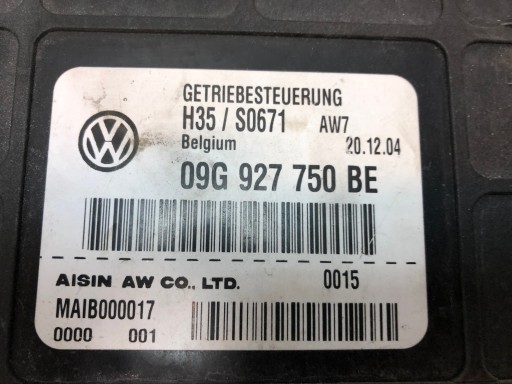 GETRIEBESTEUERUNG
H35 / S0671 AW7
Belgium 20.12.04
09G 927 750 BE
AISIN AW CO., LTD. 0015
MAIB000017
0000 001